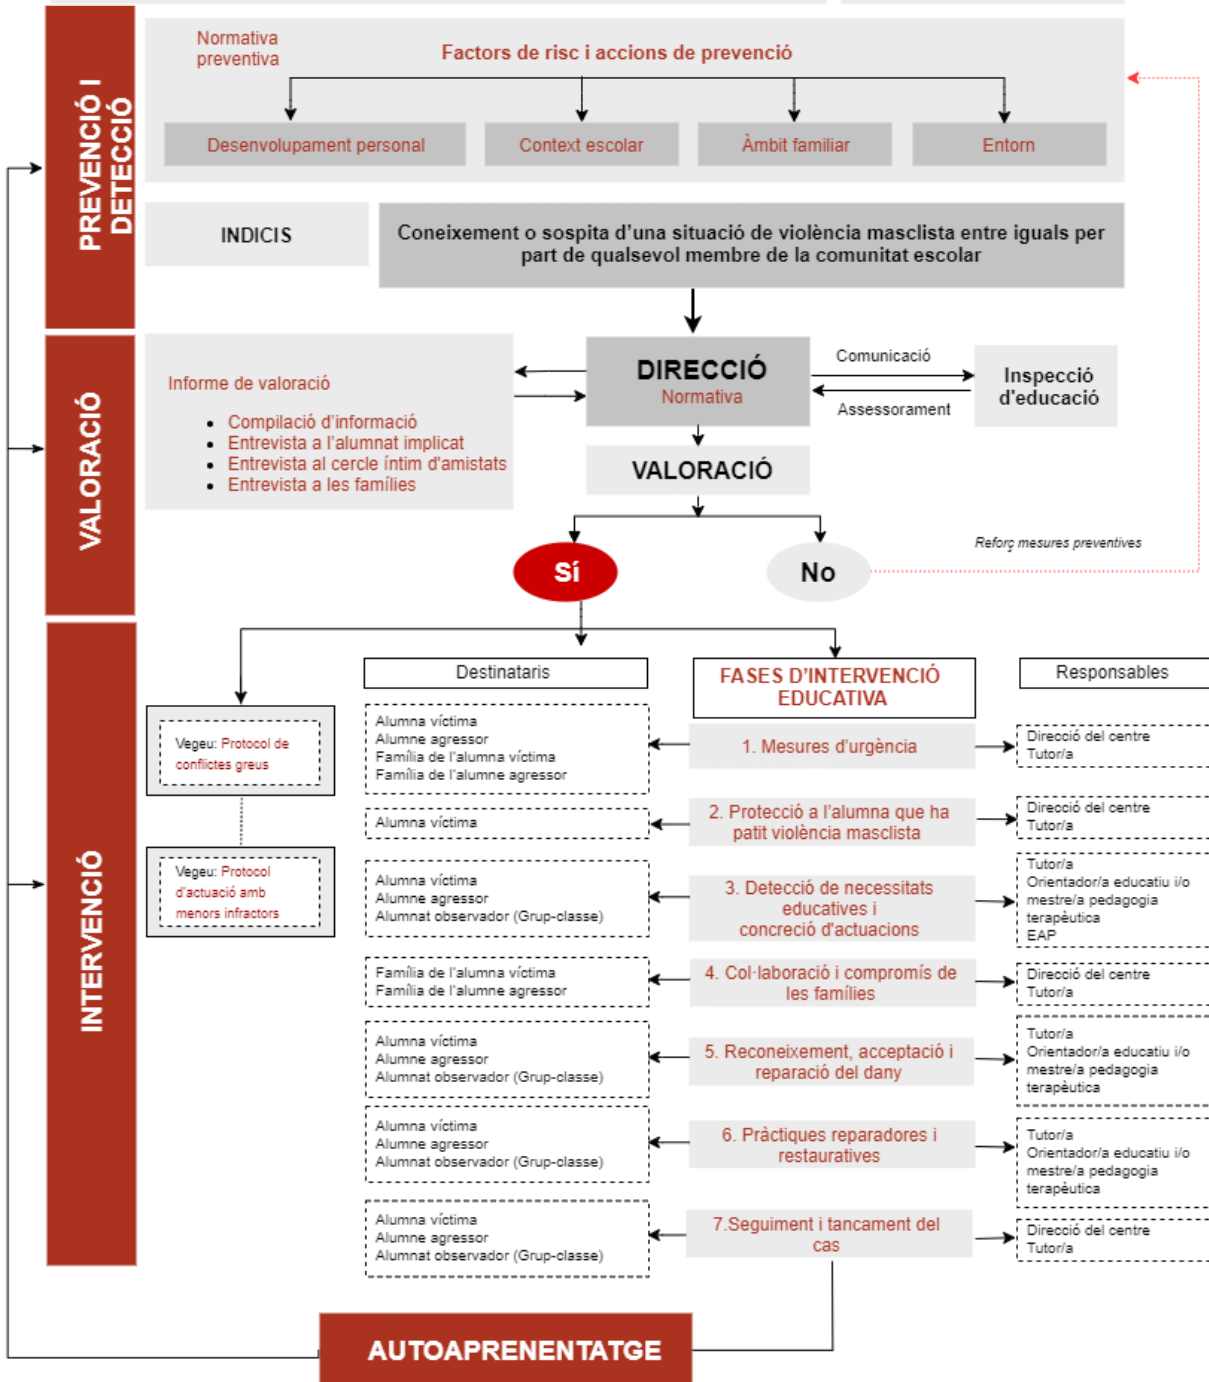 PREVENCIÓ I
DETECCIÓ
Normativa
preventiva
Factors de risc i accions de prevenció
Desenvolupament personal
Context escolar
Àmbit familiar
Entorn
INDICIS
Coneixement o sospita d'una situació de violència masclista entre iguals per
part de qualsevol membre de la comunitat escolar
VALORACIÓ
Informe de valoració
• Compilació d'informació
• Entrevista a l'alumnat implicat
• Entrevista al cercle íntim d'amistats
• Entrevista a les famílies
DIRECCIÓ
Normativa
Comunicació
Assessorament
Inspecció
d'educació
VALORACIÓ
Sí
No
Reforç mesures preventives
INTERVENCIÓ
Vegeu: Protocol de
conflictes greus
Vegeu: Protocol
d'actuació amb
menors infractors
Destinataris
FASES D'INTERVENCIÓ
EDUCATIVA
Responsables
Alumna víctima
Alumne agressor
Família de l'alumna víctima
Família de l'alumne agressor
1. Mesures d'urgència
Direcció del centre
Tutor/a
Alumna víctima
2. Protecció a l'alumna que ha
patit violència masclista
Direcció del centre
Tutor/a
Alumna víctima
Alumne agressor
Alumnat observador (Grup-classe)
3. Detecció de necessitats
educatives i
concreció d'actuacions
Tutor/a
Orientador/a educatiu i/o
mestre/a pedagogia
terapèutica
EAP
Família de l'alumna víctima
Família de l'alumne agressor
4. Col·laboració i compromís de
les famílies
Direcció del centre
Tutor/a
Alumna víctima
Alumne agressor
Alumnat observador (Grup-classe)
5. Reconeixement, acceptació i
reparació del dany
Tutor/a
Orientador/a educatiu i/o
mestre/a pedagogia
terapèutica
Alumna víctima
Alumne agressor
Alumnat observador (Grup-classe)
6. Pràctiques reparadores i
restauratives
Tutor/a
Orientador/a educatiu i/o
mestre/a pedagogia
terapèutica
Alumna víctima
Alumne agressor
Alumnat observador (Grup-classe)
7.Seguiment i tancament del
cas
Direcció del centre
Tutor/a
AUTOAPRENENTATGE